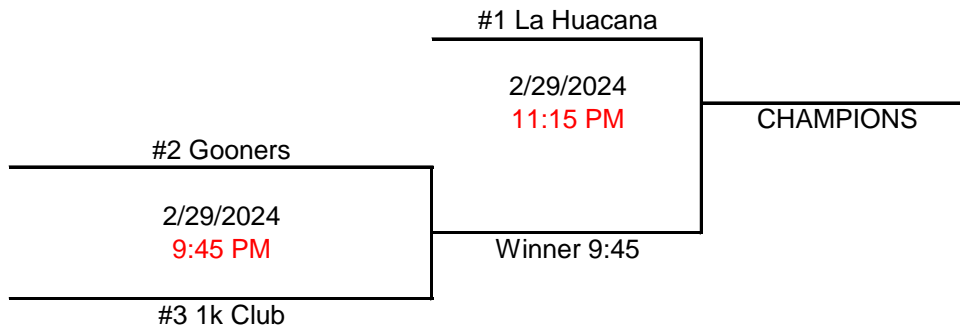 #1 La Huacana
2/29/2024
11:15 PM
CHAMPIONS
#2 Gooners
2/29/2024
9:45 PM
Winner 9:45
#3 1k Club